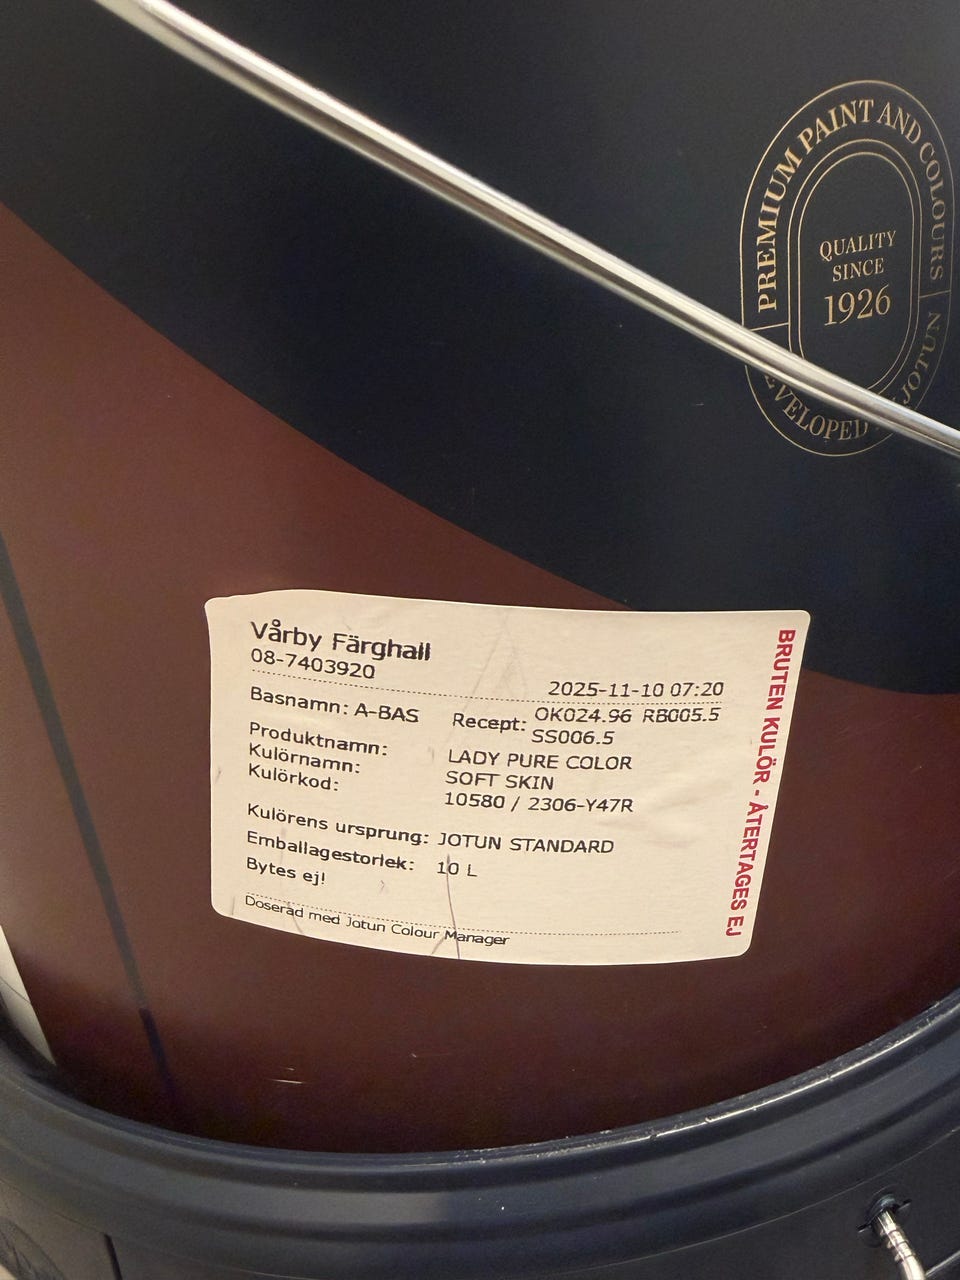 PREMIUM PAINT AND COLOURS
QUALITY
SINCE
1926
JOTUN
Vårby Färghall
08-7403920
2025-11-10 07:20
Basnamn: A-BAS
Recept: OK024.96 RB005.5
SS006.5
Produktnamn: LADY PURE COLOR
Kulörnamn: SOFT SKIN
Kulörkod: 10580 / 2306-Y47R
Kulörens ursprung: JOTUN STANDARD
Emballagestorlek: 10 L
Bytes ej!
Doserad med Jotun Colour Manager
BRUTEN KULÖR - ÅTERTAGES EJ